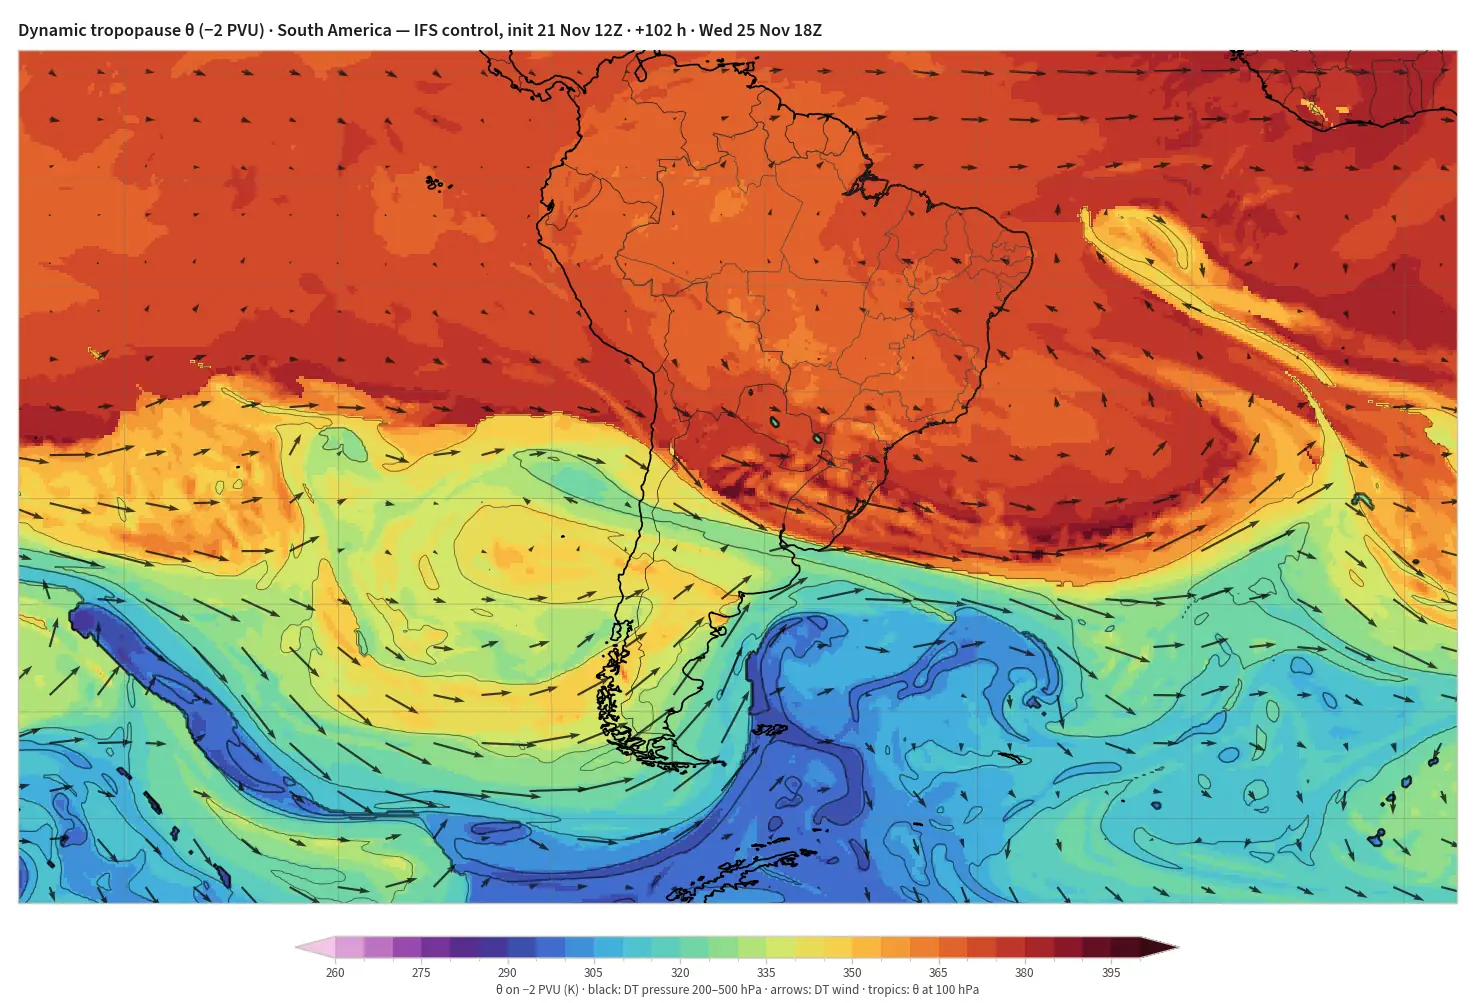 Dynamic tropopause θ (−2 PVU) · South America — IFS control, init 21 Nov 12Z · +102 h · Wed 25 Nov 18Z
260 275 290 305 320 335 350 365 380 395
θ on −2 PVU (K) · black: DT pressure 200–500 hPa · arrows: DT wind · tropics: θ at 100 hPa